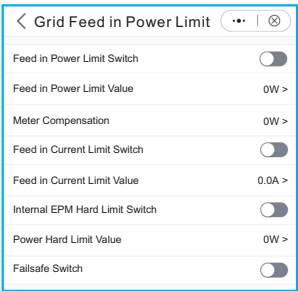 Grid Feed in Power Limit
Feed in Power Limit Switch
Feed in Power Limit Value 0W >
Meter Compensation 0W >
Feed in Current Limit Switch
Feed in Current Limit Value 0.0A >
Internal EPM Hard Limit Switch
Power Hard Limit Value 0W >
Failsafe Switch